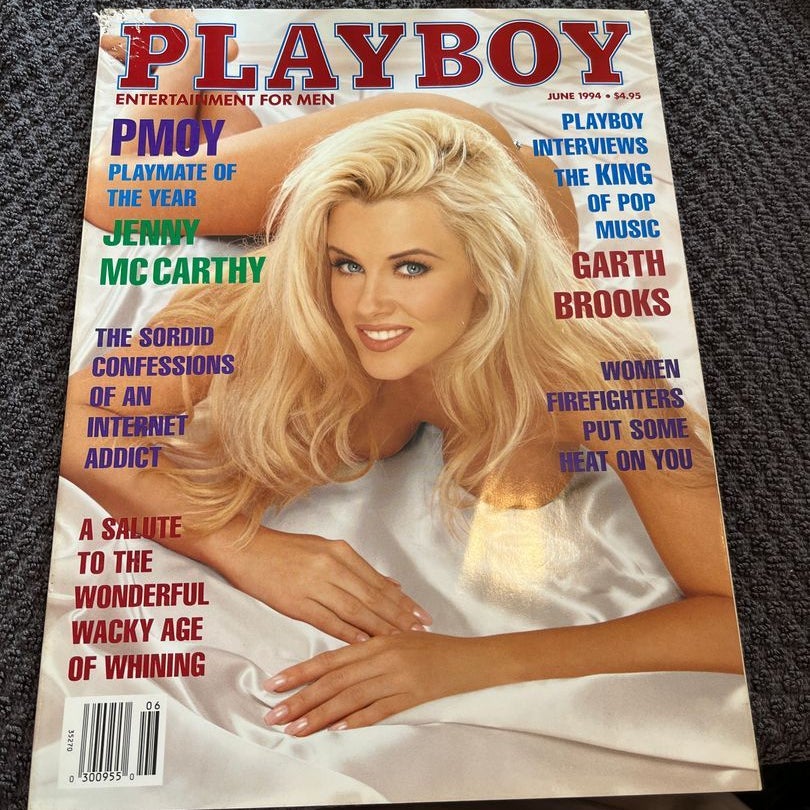 PLAYBOY
ENTERTAINMENT FOR MEN
JUNE 1994 • $4.95
PMOY
PLAYMATE OF
THE YEAR
JENNY
MC CARTHY
THE SORDID
CONFESSIONS
OF AN
INTERNET
ADDICT
A SALUTE
TO THE
WONDERFUL
WACKY AGE
OF WHINING
PLAYBOY
INTERVIEWS
THE KING
OF POP
MUSIC
GARTH
BROOKS
WOMEN
FIREFIGHTERS
PUT SOME
HEAT ON YOU
06
35270
0 300955 0